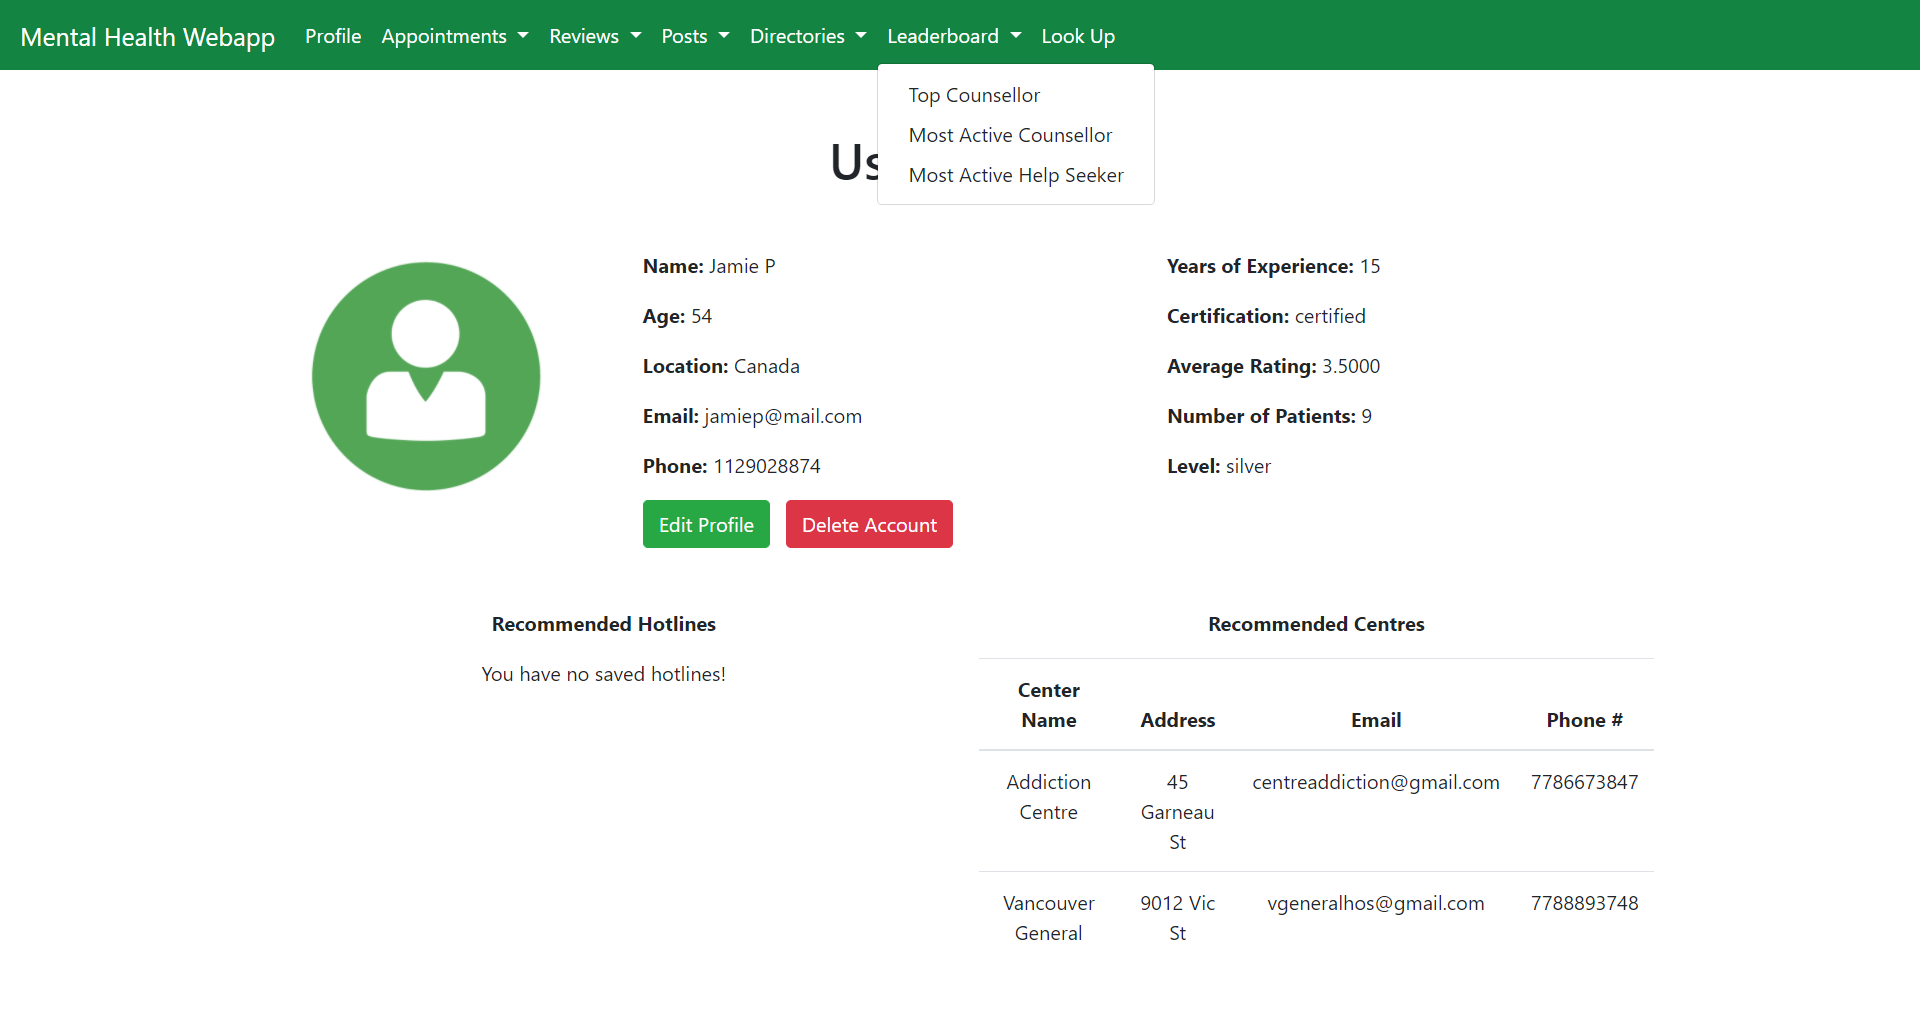 Mental Health Webapp Profile Appointments Reviews Posts Directories Leaderboard Look Up
Top Counsellor
Most Active Counsellor
Most Active Help Seeker
Name: Jamie P
Age: 54
Location: Canada
Email: jamiep@mail.com
Phone: 1129028874
Years of Experience: 15
Certification: certified
Average Rating: 3.5000
Number of Patients: 9
Level: silver
Edit Profile Delete Account
Recommended Hotlines
You have no saved hotlines!
Recommended Centres
Center
Name Address Email Phone #
Addiction 45 centreaddiction@gmail.com 7786673847
Centre Garneau
St
Vancouver 9012 Vic vgeneralhos@gmail.com 7788893748
General St